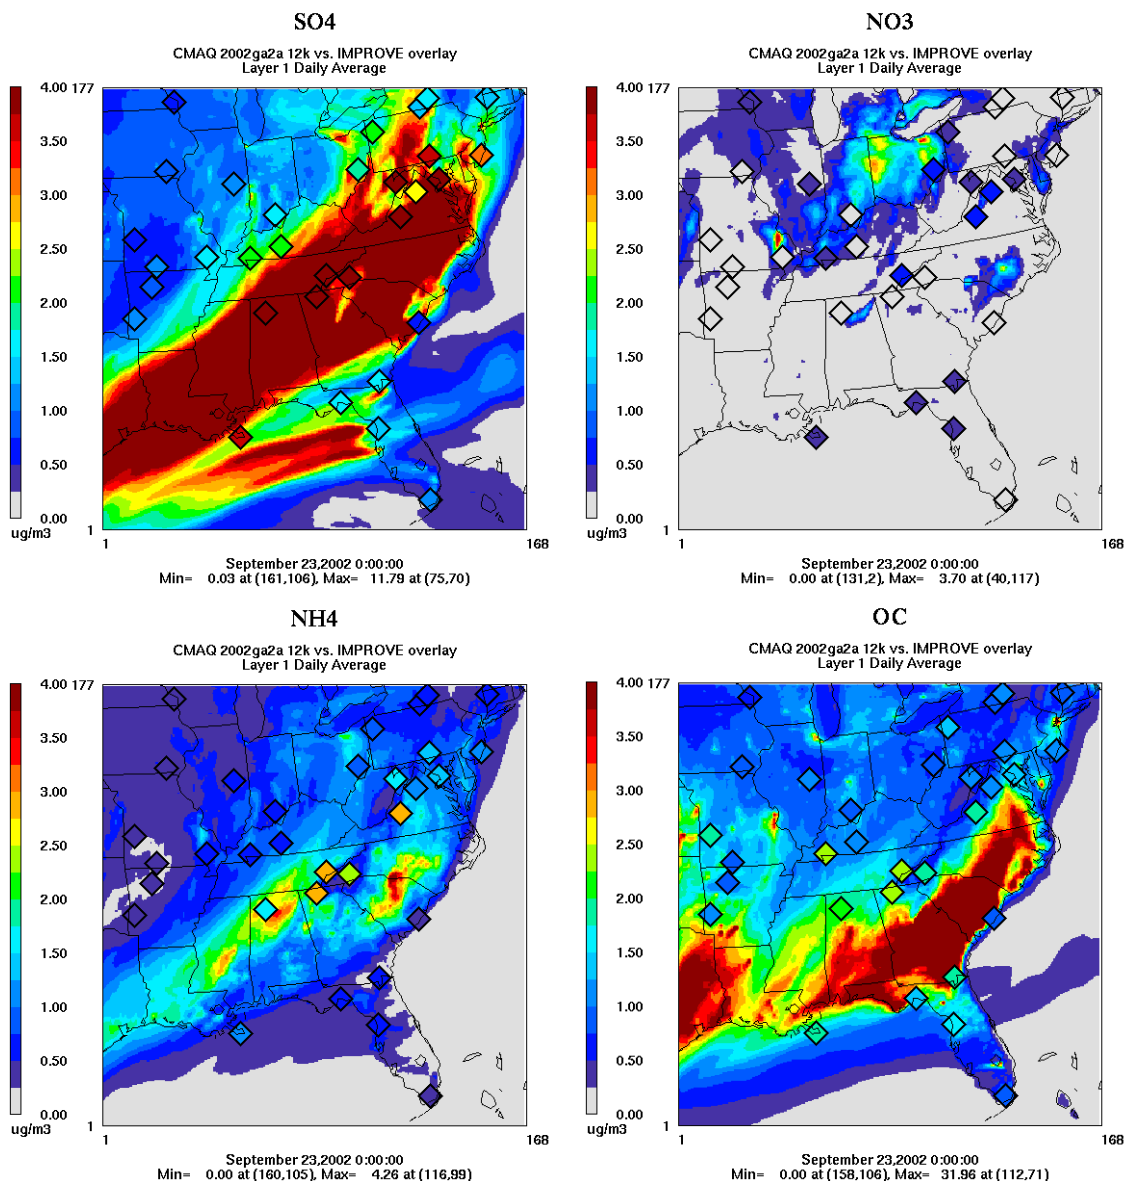 SO4
CMAQ 2002ga2a 12k vs. IMPROVE overlay
Layer 1 Daily Average
4.00 177
3.50
3.00
2.50
2.00
1.50
1.00
0.50
0.00
ug/m3
1
1
168
September 23,2002 0:00:00
Min= 0.03 at (161,106), Max= 11.79 at (75,70)
NO3
CMAQ 2002ga2a 12k vs. IMPROVE overlay
Layer 1 Daily Average
4.00 177
3.50
3.00
2.50
2.00
1.50
1.00
0.50
0.00
ug/m3
1
1
168
September 23,2002 0:00:00
Min= 0.00 at (131,2), Max= 3.70 at (40,117)
NH4
CMAQ 2002ga2a 12k vs. IMPROVE overlay
Layer 1 Daily Average
4.00 177
3.50
3.00
2.50
2.00
1.50
1.00
0.50
0.00
ug/m3
1
1
168
September 23,2002 0:00:00
Min= 0.00 at (160,105), Max= 4.26 at (116,99)
OC
CMAQ 2002ga2a 12k vs. IMPROVE overlay
Layer 1 Daily Average
4.00 177
3.50
3.00
2.50
2.00
1.50
1.00
0.50
0.00
ug/m3
1
1
168
September 23,2002 0:00:00
Min= 0.00 at (158,106), Max= 31.96 at (112,71)